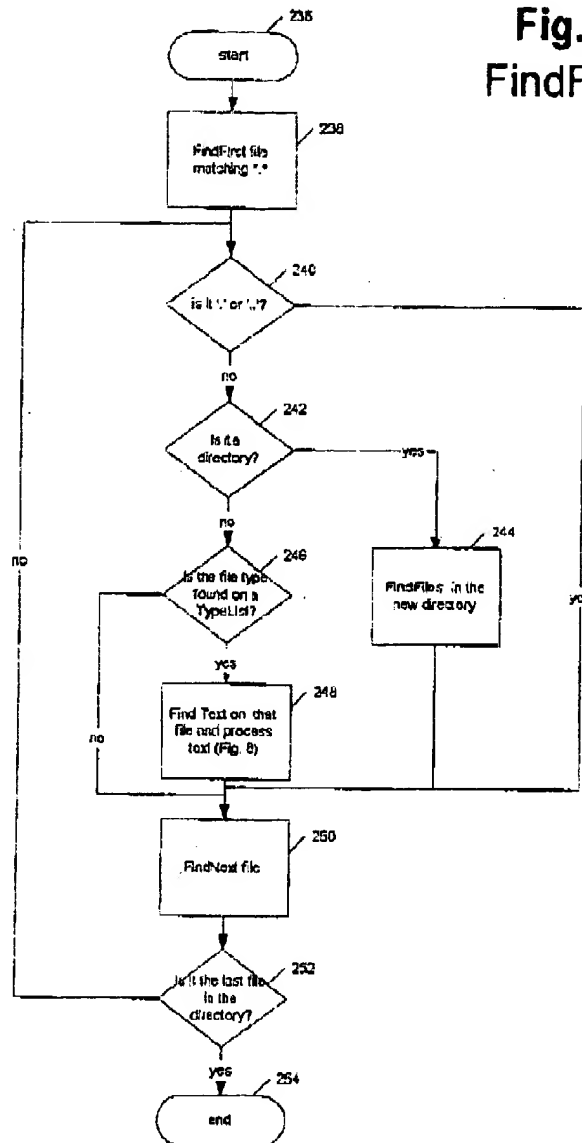 Fig.
FindF
236
start
238
FindFirst file
matching "*.*"
240
is it '.' or '..'?
no
242
Is it a
directory?
yes
no
244
FindFiles in the
new directory
246
Is the file type
found on a
TypeList?
no
yes
no
248
Find Text on that
file and process
text (Fig. 8)
250
FindNext file
252
Is it the last file
in the
directory?
yes
254
end